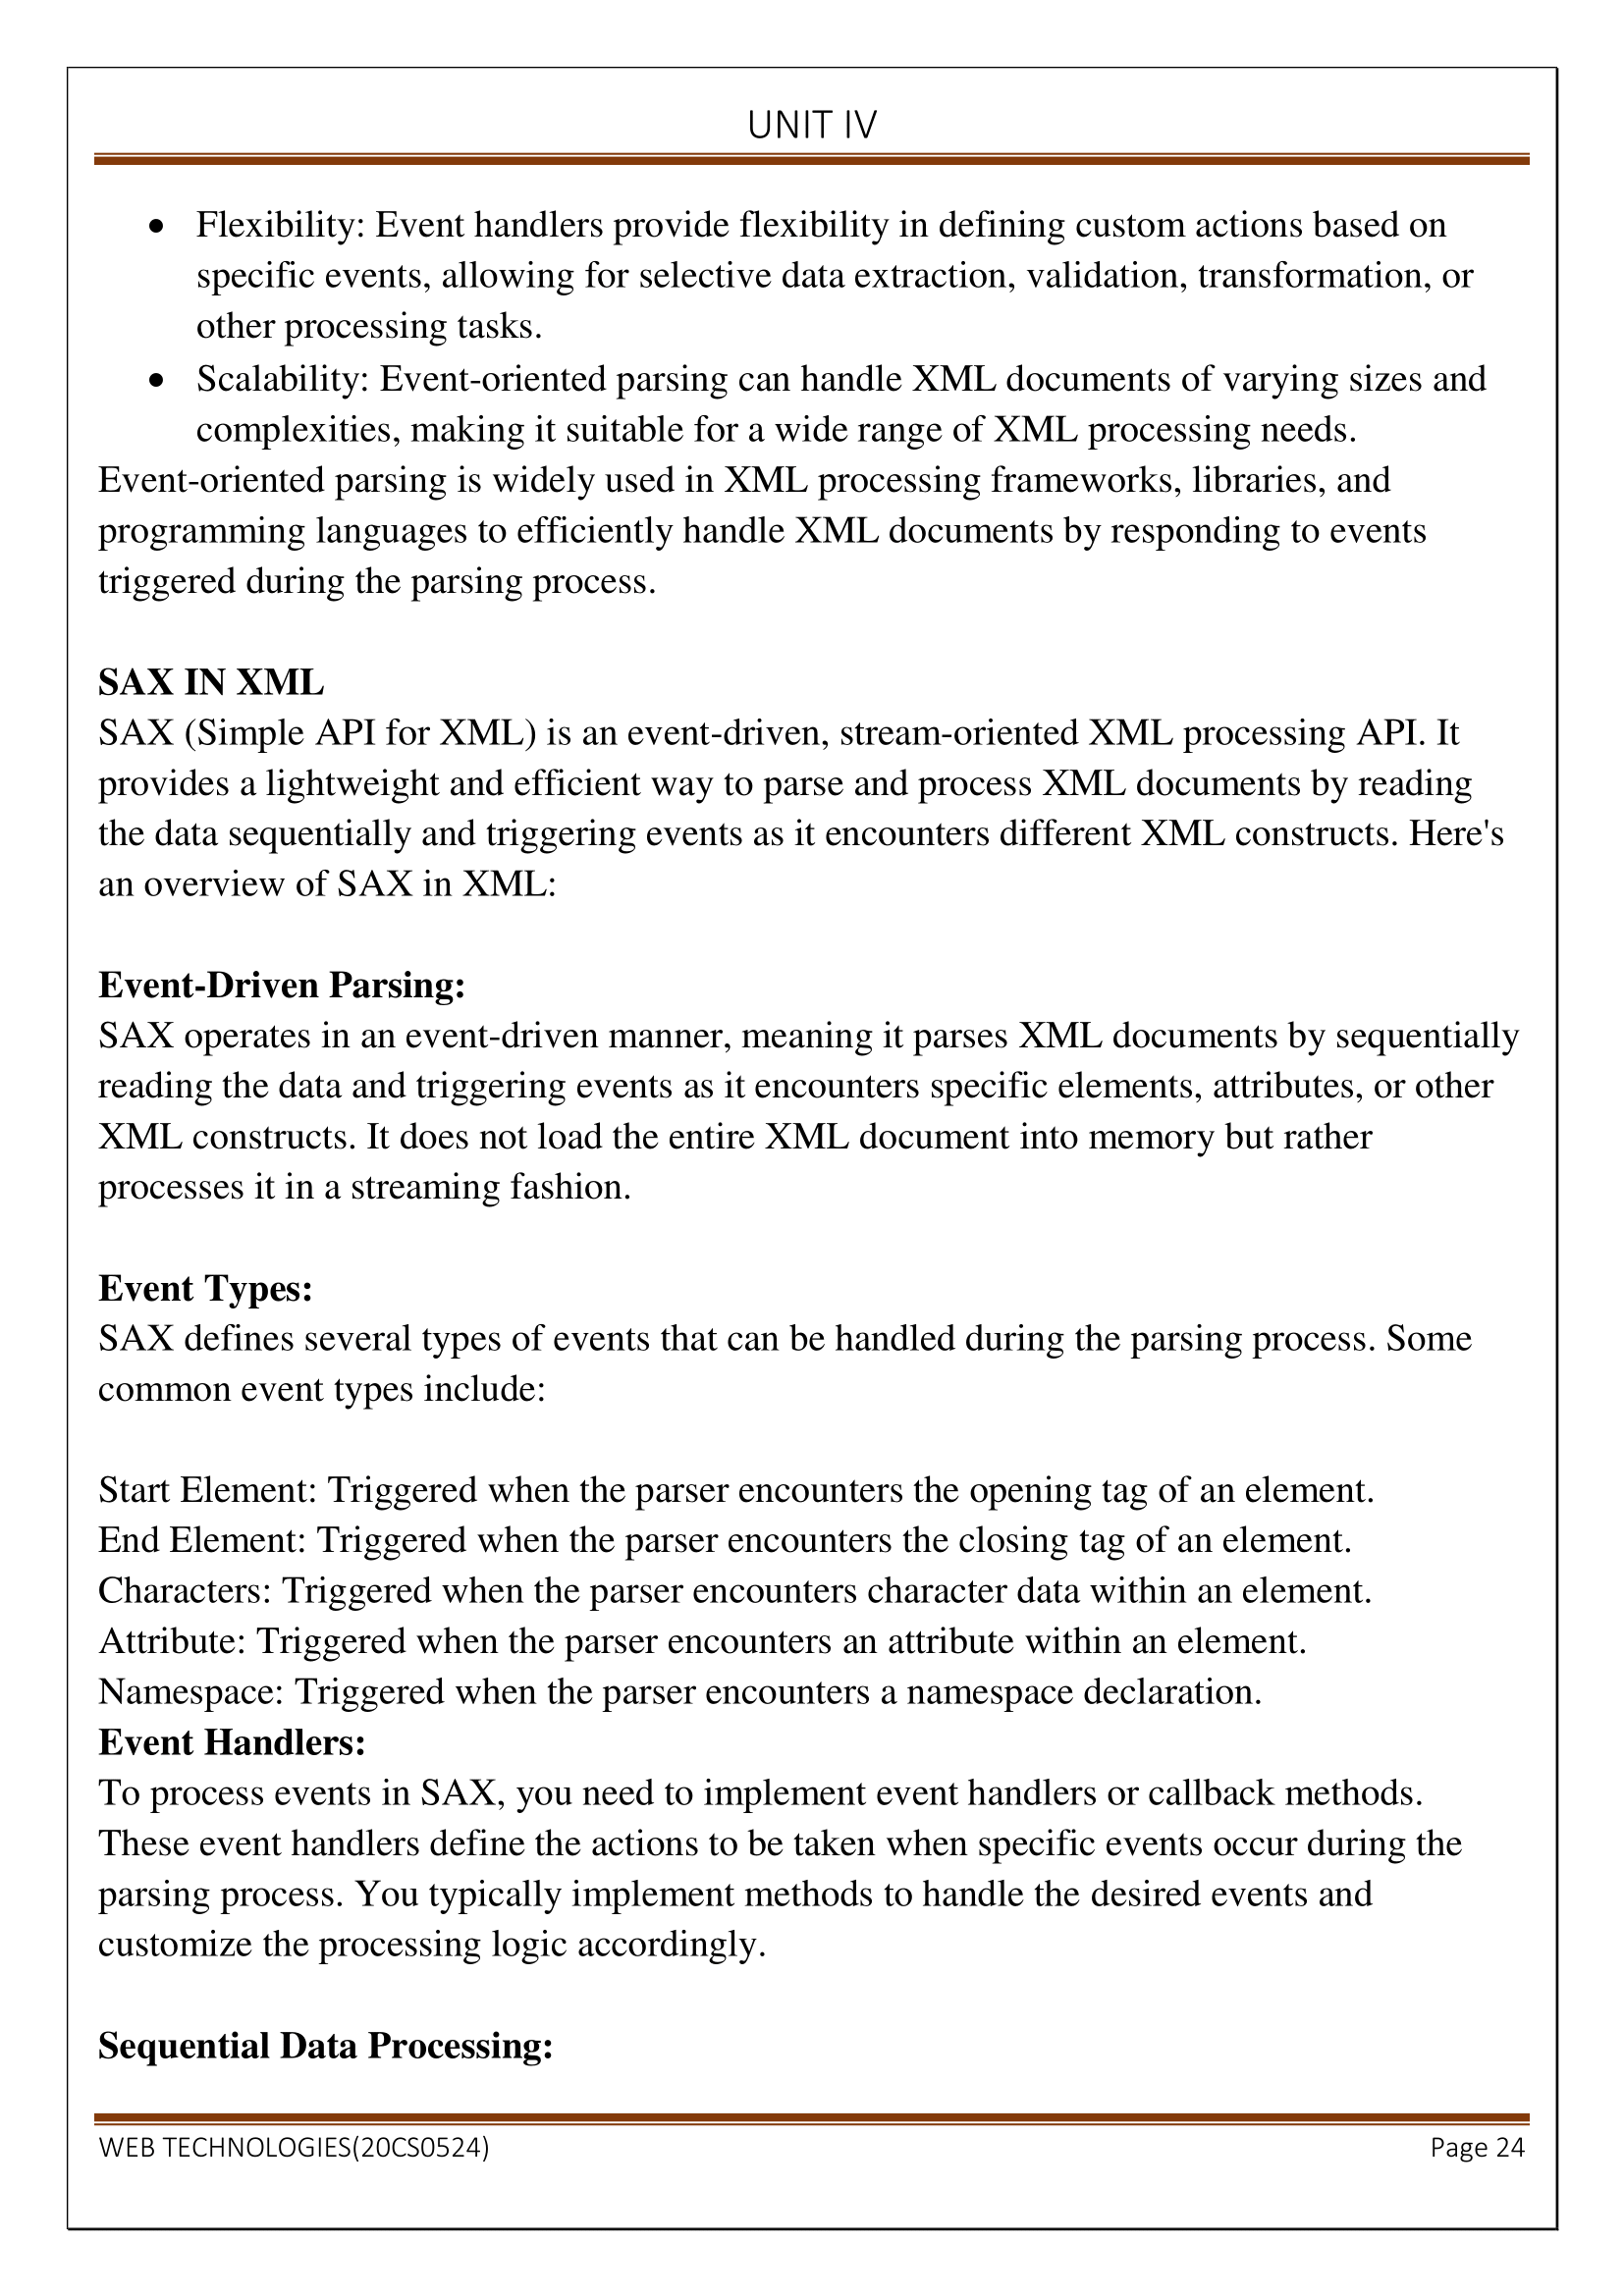 UNIT IV
• Flexibility: Event handlers provide flexibility in defining custom actions based on
specific events, allowing for selective data extraction, validation, transformation, or
other processing tasks.
• Scalability: Event-oriented parsing can handle XML documents of varying sizes and
complexities, making it suitable for a wide range of XML processing needs.
Event-oriented parsing is widely used in XML processing frameworks, libraries, and
programming languages to efficiently handle XML documents by responding to events
triggered during the parsing process.
SAX IN XML
SAX (Simple API for XML) is an event-driven, stream-oriented XML processing API. It
provides a lightweight and efficient way to parse and process XML documents by reading
the data sequentially and triggering events as it encounters different XML constructs. Here's
an overview of SAX in XML:
Event-Driven Parsing:
SAX operates in an event-driven manner, meaning it parses XML documents by sequentially
reading the data and triggering events as it encounters specific elements, attributes, or other
XML constructs. It does not load the entire XML document into memory but rather
processes it in a streaming fashion.
Event Types:
SAX defines several types of events that can be handled during the parsing process. Some
common event types include:
Start Element: Triggered when the parser encounters the opening tag of an element.
End Element: Triggered when the parser encounters the closing tag of an element.
Characters: Triggered when the parser encounters character data within an element.
Attribute: Triggered when the parser encounters an attribute within an element.
Namespace: Triggered when the parser encounters a namespace declaration.
Event Handlers:
To process events in SAX, you need to implement event handlers or callback methods.
These event handlers define the actions to be taken when specific events occur during the
parsing process. You typically implement methods to handle the desired events and
customize the processing logic accordingly.
Sequential Data Processing:
WEB TECHNOLOGIES(20CS0524) Page 24